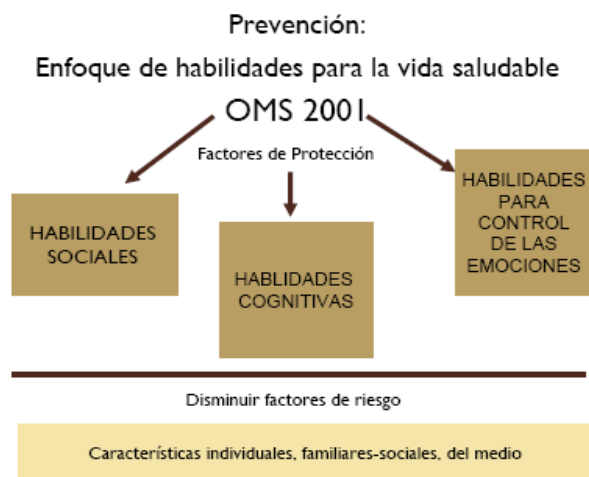 Prevención:
Enfoque de habilidades para la vida saludable
OMS 2001
Factores de Protección
HABILIDADES
SOCIALES
HABLIDADES
COGNITIVAS
HABILIDADES
PARA
CONTROL
DE LAS
EMOCIONES
Disminuir factores de riesgo
Características individuales, familiares-sociales, del medio